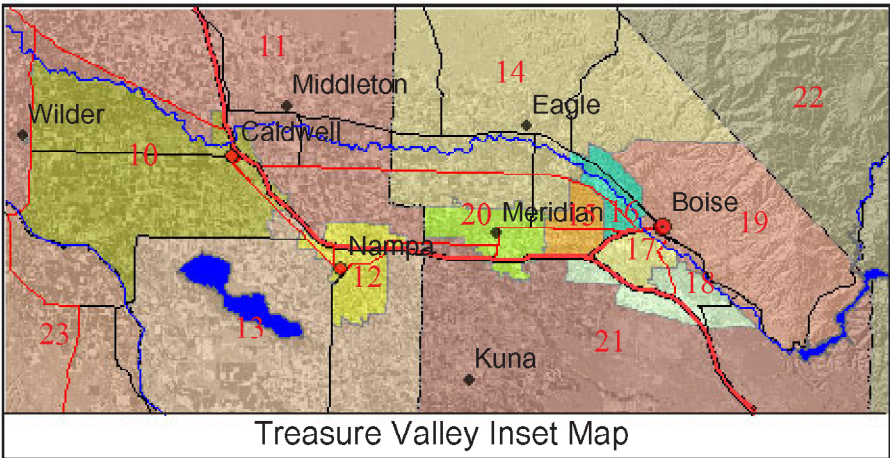 11
Middleton
14
22
Wilder
Eagle
10
Caldwell
20
Meridian
15
16
Boise
19
Nampa
12
17
18
13
23
21
Kuna
Treasure Valley Inset Map